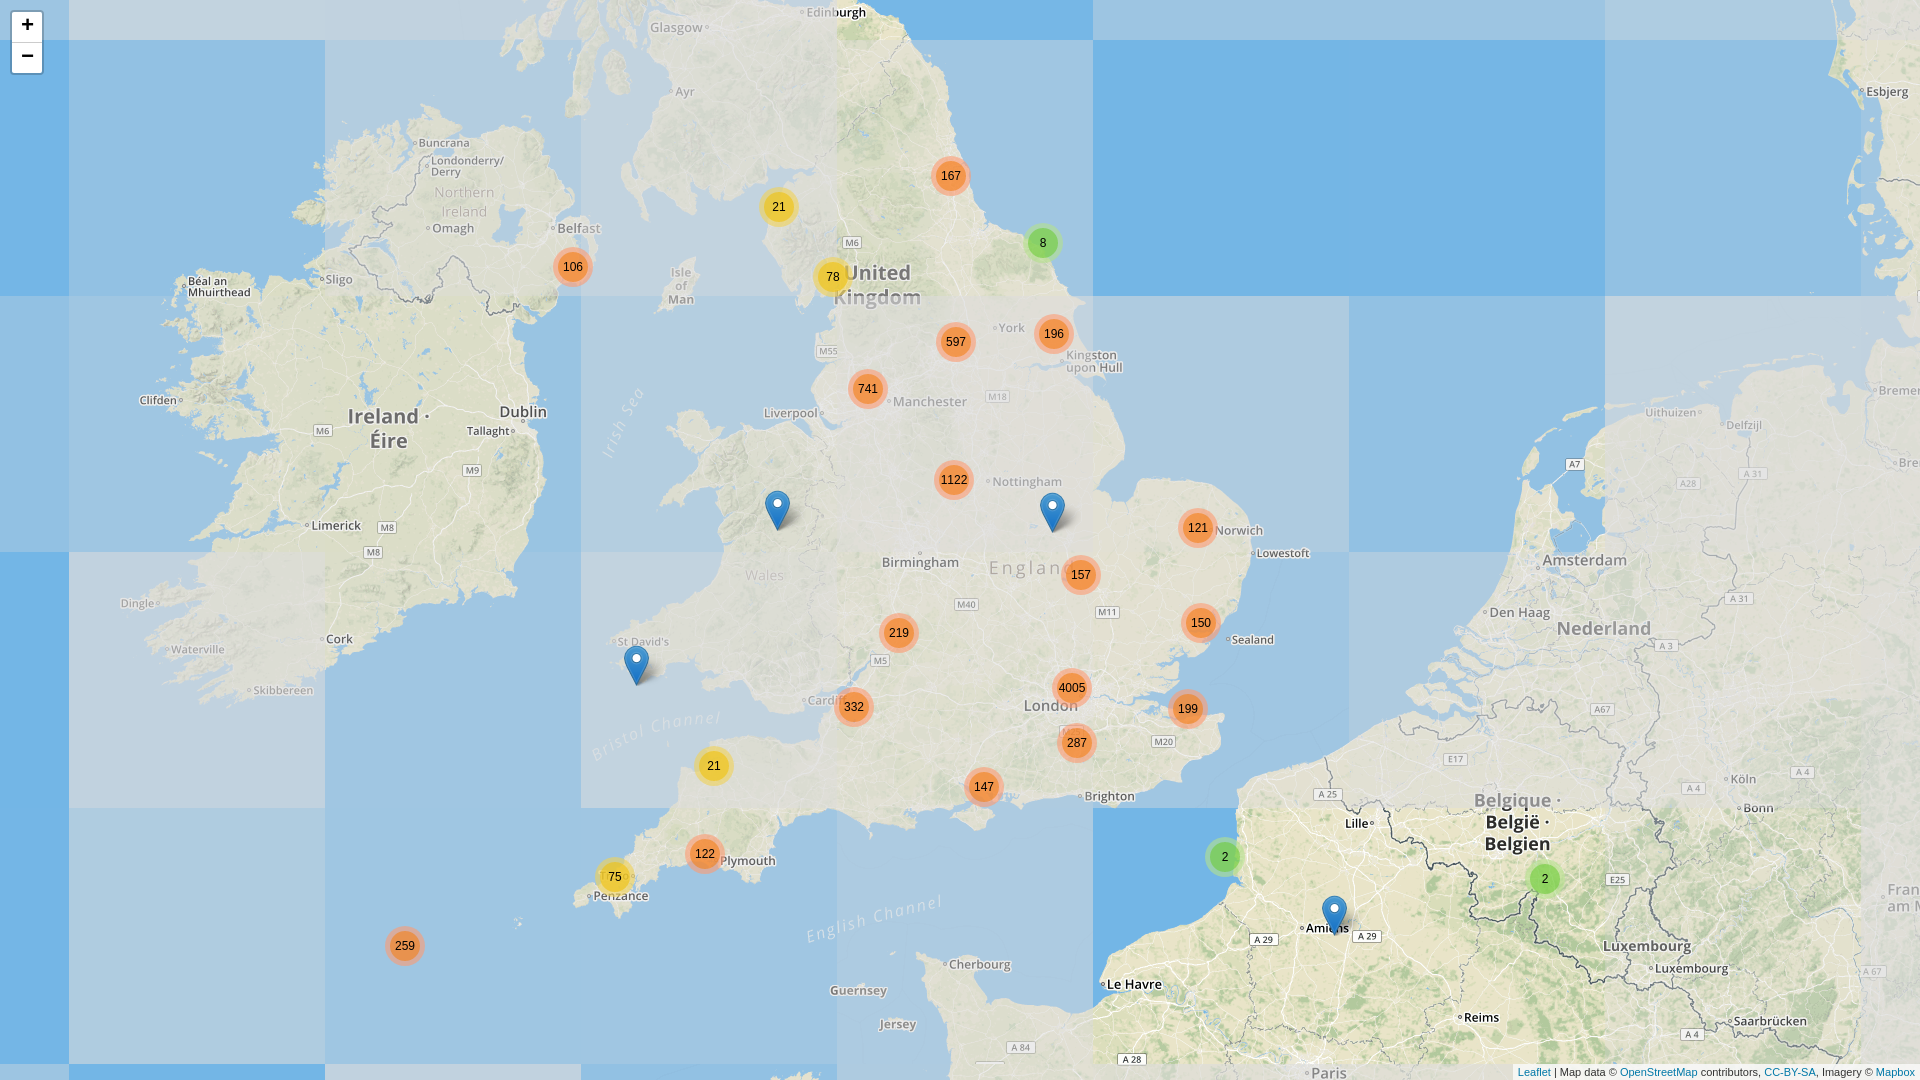 +
−
Edinburgh
Glasgow
Ayr
Esbjerg
Buncrana
Londonderry/
Derry
Northern
Ireland
Omagh
Belfast
167
21
8
106
M6
78
United
Kingdom
Isle
of
Man
Sligo
Béal an
Mhuirthead
York
196
597
M55
Kingston
upon Hull
741
Manchester
M18
Liverpool
Clifden
Ireland ·
Éire
Dublin
Tallaght
M6
M9
Irish Sea
Uithuizen
Delfzijl
A7
A 31
A28
1122
Nottingham
Limerick
M8
M8
121
Norwich
Lowestoft
Birmingham
157
Wales
Amsterdam
Dingle
M40
M11
A 31
Den Haag
Nederland
150
219
Sealand
Cork
Waterville
St David's
M5
A 3
Skibbereen
4005
London
199
Cardiff
332
A67
Bristol Channel
287
M20
E17
21
147
Brighton
A 25
Köln
A 4
A 4
Belgique ·
België ·
Belgien
Bonn
Lille
122
Plymouth
2
75
Penzance
2
E25
English Channel
A 29
Amiens
A 29
259
Luxembourg
Luxembourg
Cherbourg
A 67
Guernsey
Le Havre
Jersey
Reims
Saarbrücken
A 84
A 28
A 4
Paris
Leaflet | Map data © OpenStreetMap contributors, CC-BY-SA, Imagery © Mapbox